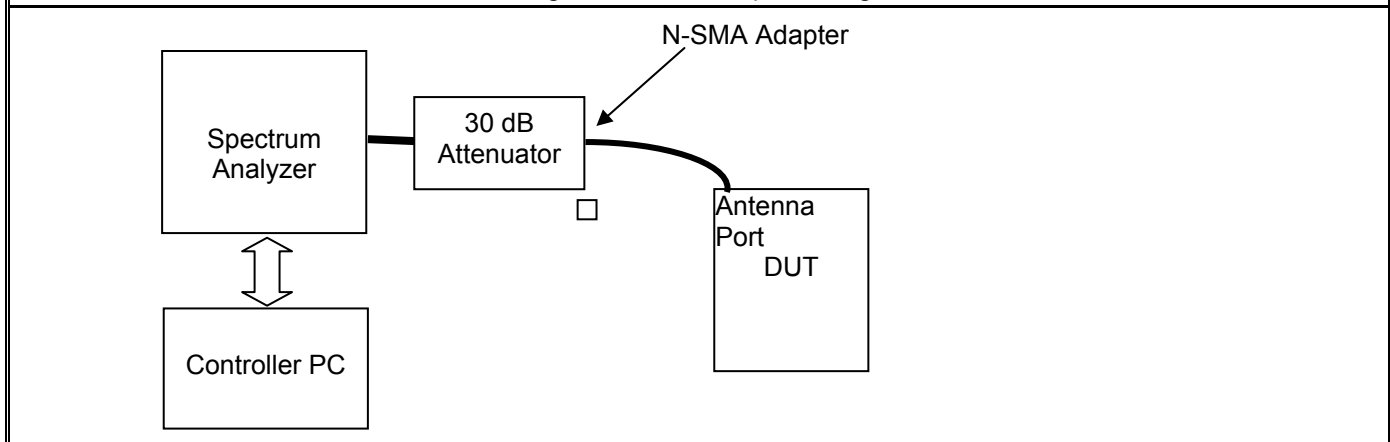 N-SMA Adapter
30 dB
Attenuator
Spectrum
Analyzer
Antenna
Port
DUT
Controller PC